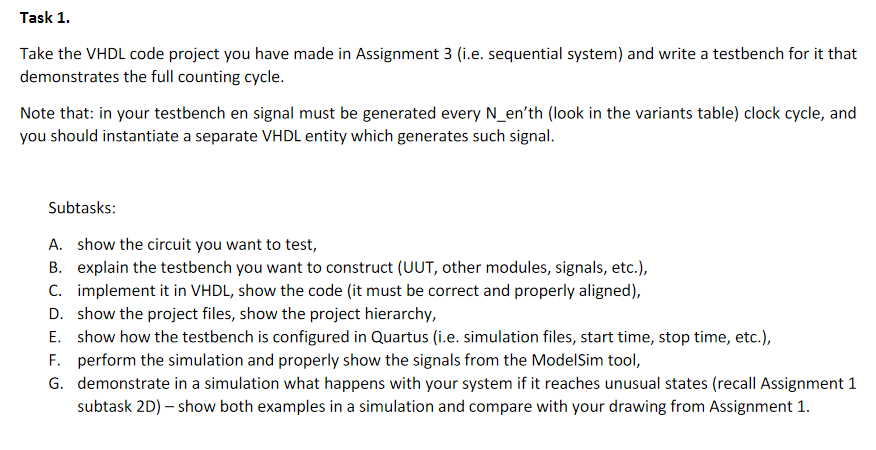 Task 1.
Take the VHDL code project you have made in Assignment 3 (i.e. sequential system) and write a testbench for it that
demonstrates the full counting cycle.
Note that: in your testbench en signal must be generated every N_en’th (look in the variants table) clock cycle, and
you should instantiate a separate VHDL entity which generates such signal.
Subtasks:
A. show the circuit you want to test,
B. explain the testbench you want to construct (UUT, other modules, signals, etc.),
C. implement it in VHDL, show the code (it must be correct and properly aligned),
D. show the project files, show the project hierarchy,
E. show how the testbench is configured in Quartus (i.e. simulation files, start time, stop time, etc.),
F. perform the simulation and properly show the signals from the ModelSim tool,
G. demonstrate in a simulation what happens with your system if it reaches unusual states (recall Assignment 1
subtask 2D) – show both examples in a simulation and compare with your drawing from Assignment 1.